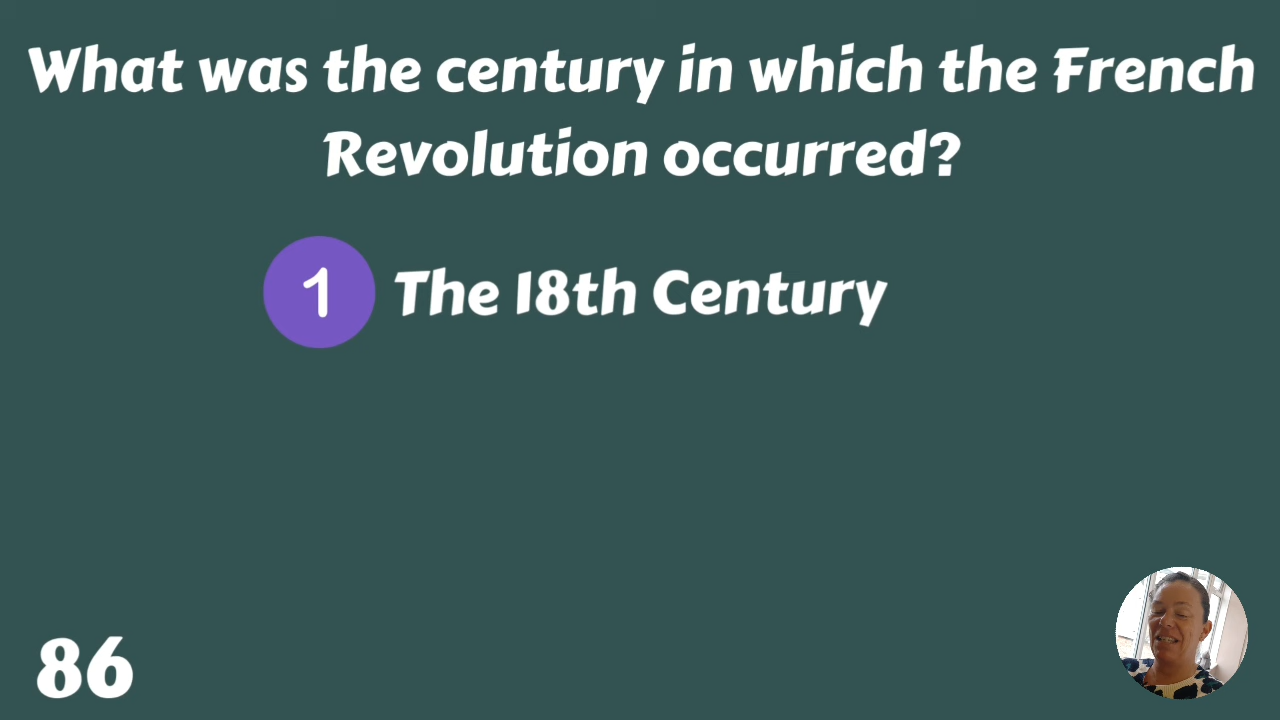 What was the century in which the French
Revolution occurred?
1 The 18th Century
86